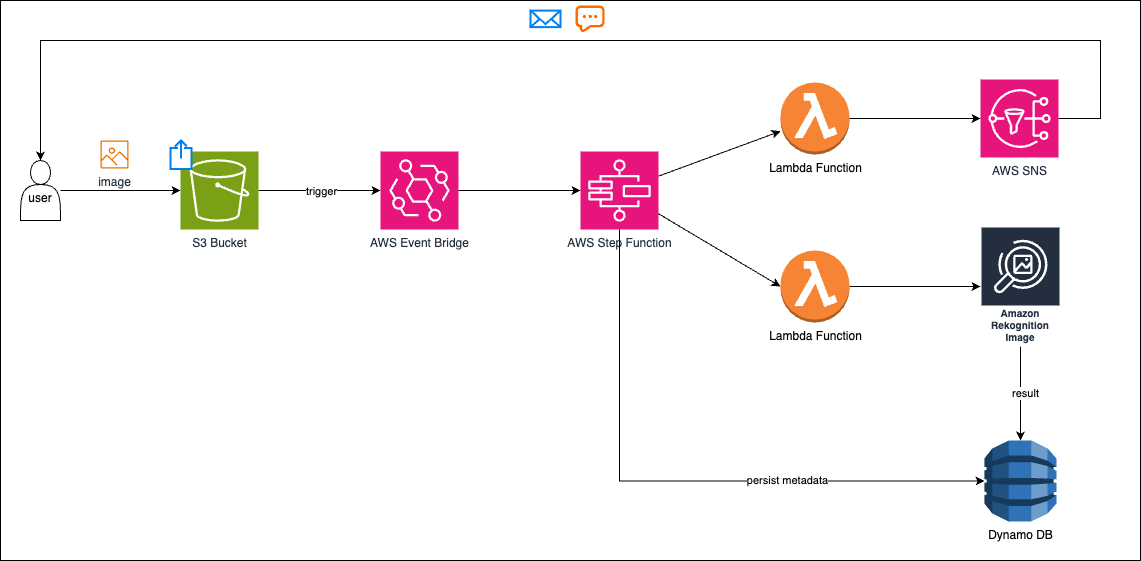 image
user
S3 Bucket
trigger
AWS Event Bridge
AWS Step Function
Lambda Function
AWS SNS
Lambda Function
Amazon
Rekognition
Image
result
persist metadata
Dynamo DB